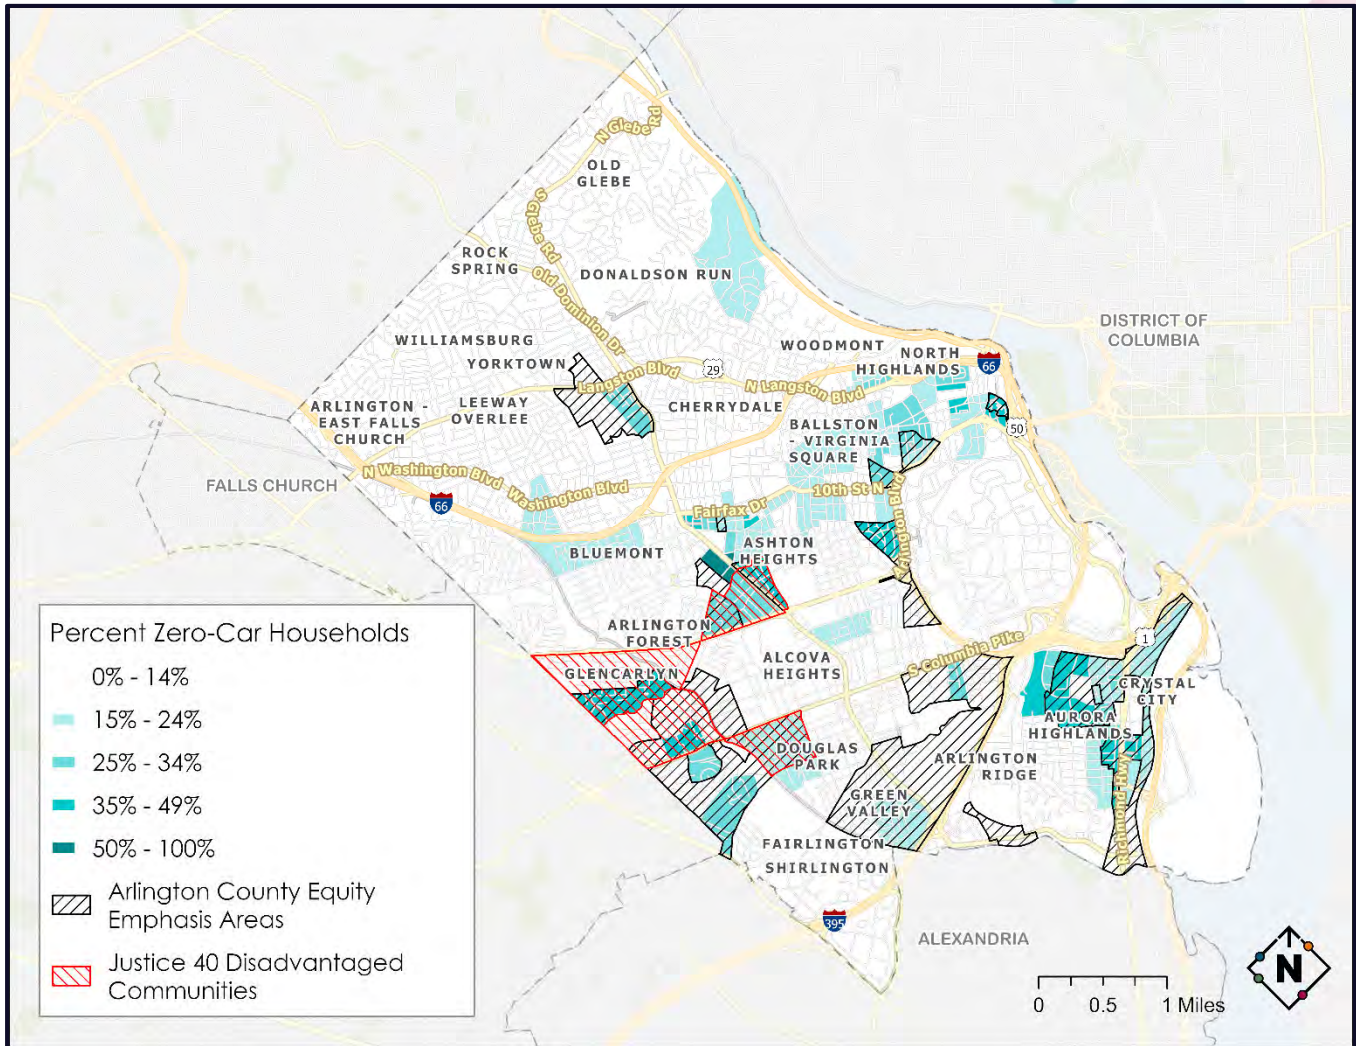 N Glebe Rd
OLD
GLEBE
S Glebe Rd
ROCK
SPRING
Old Dominion Dr
DONALDSON RUN
WILLIAMSBURG
YORKTOWN
WOODMONT
NORTH
HIGHLANDS
66
DISTRICT OF
COLUMBIA
Langston Blvd
29
N Langston Blvd
LEEWAY
OVERLEE
CHERRYDALE
ARLINGTON -
EAST FALLS
CHURCH
BALLSTON
- VIRGINIA
SQUARE
50
FALLS CHURCH
N Washington Blvd
Washington Blvd
10th St N
Arlington Blvd
66
Fairfax Dr
BLUEMONT
ASHTON
HEIGHTS
ARLINGTON
FOREST
S Columbia Pike
1
GLENCARLYN
ALCOVA
HEIGHTS
CRYSTAL
CITY
AURORA
HIGHLANDS
DOUGLAS
PARK
ARLINGTON
RIDGE
Richmond Hwy
GREEN
VALLEY
FAIRLINGTON
SHIRLINGTON
395
ALEXANDRIA
Percent Zero-Car Households
0% - 14%
15% - 24%
25% - 34%
35% - 49%
50% - 100%
Arlington County Equity
Emphasis Areas
Justice 40 Disadvantaged
Communities
0 0.5 1 Miles
N